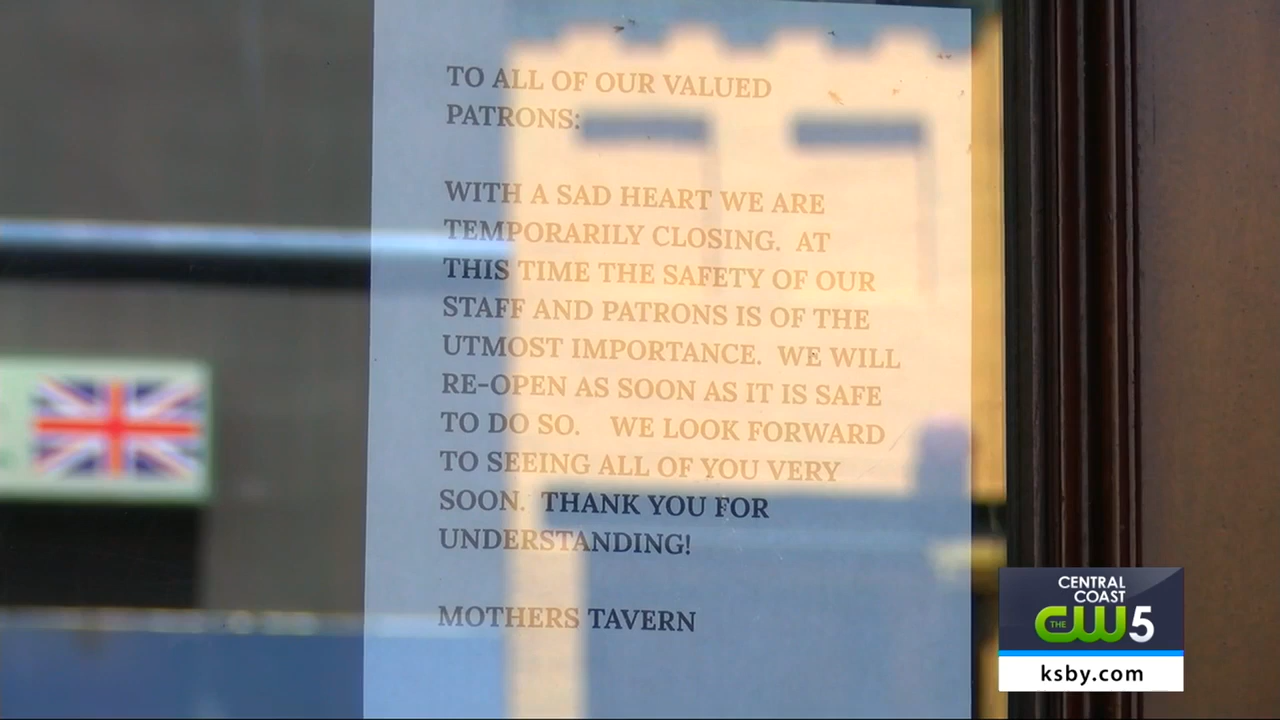 TO ALL OF OUR VALUED
PATRONS:
WITH A SAD HEART WE ARE
TEMPORARILY CLOSING. AT
THIS TIME THE SAFETY OF OUR
STAFF AND PATRONS IS OF THE
UTMOST IMPORTANCE. WE WILL
RE-OPEN AS SOON AS IT IS SAFE
TO DO SO. WE LOOK FORWARD
TO SEEING ALL OF YOU VERY
SOON. THANK YOU FOR
UNDERSTANDING!
MOTHERS TAVERN
CENTRAL
COAST
THE CW5
ksby.com